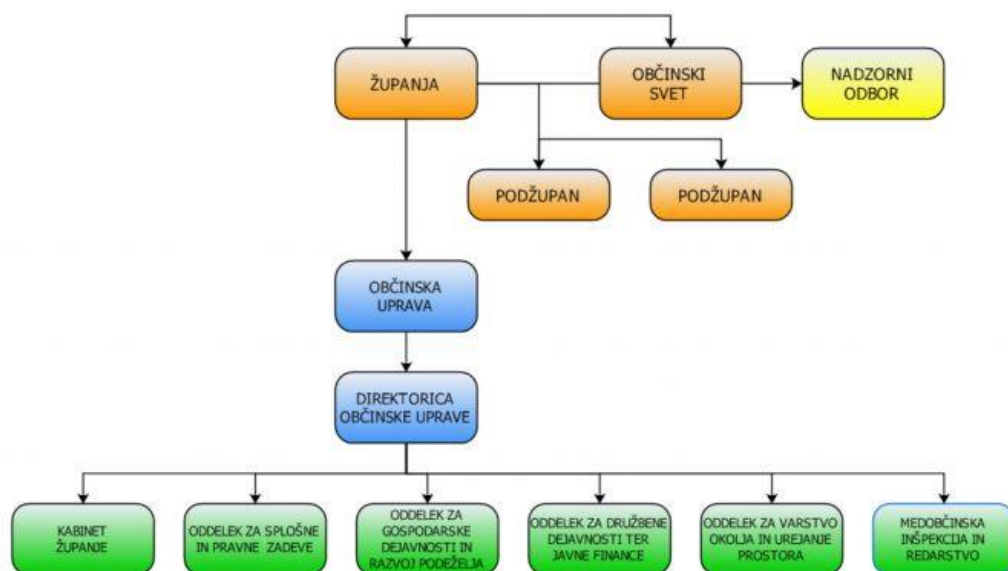 ŽUPANJA
OBČINSKI
SVET
NADZORNI
ODBOR
PODŽUPAN
PODŽUPAN
OBČINSKA
UPRAVA
DIREKTORICA
OBČINSKE UPRAVE
KABINET
ŽUPANJE
ODDELEK ZA SPLOŠNE
IN PRAVNE ZADEVE
ODDELEK ZA
GOSPODARSKE
DEJAVNOSTI IN
RAZVOJ PODEŽELJA
ODDELEK ZA DRUŽBENE
DEJAVNOSTI TER
JAVNE FINANCE
ODDELEK ZA VARSTVO
OKOLJA IN UREJANJE
PROSTORA
MEDOBČINSKA
INŠPEKCIJA IN
REDARSTVO